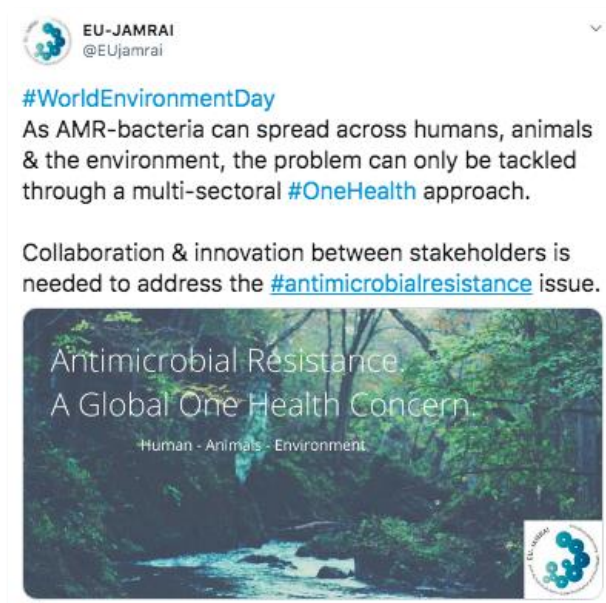 EU-JAMRAI
@EUjamrai
#WorldEnvironmentDay
As AMR-bacteria can spread across humans, animals
& the environment, the problem can only be tackled
through a multi-sectoral #OneHealth approach.
Collaboration & innovation between stakeholders is
needed to address the #antimicrobialresistance issue.
Antimicrobial Resistance.
A Global One Health Concern.
Human - Animals - Environment
EU-JAMRAI